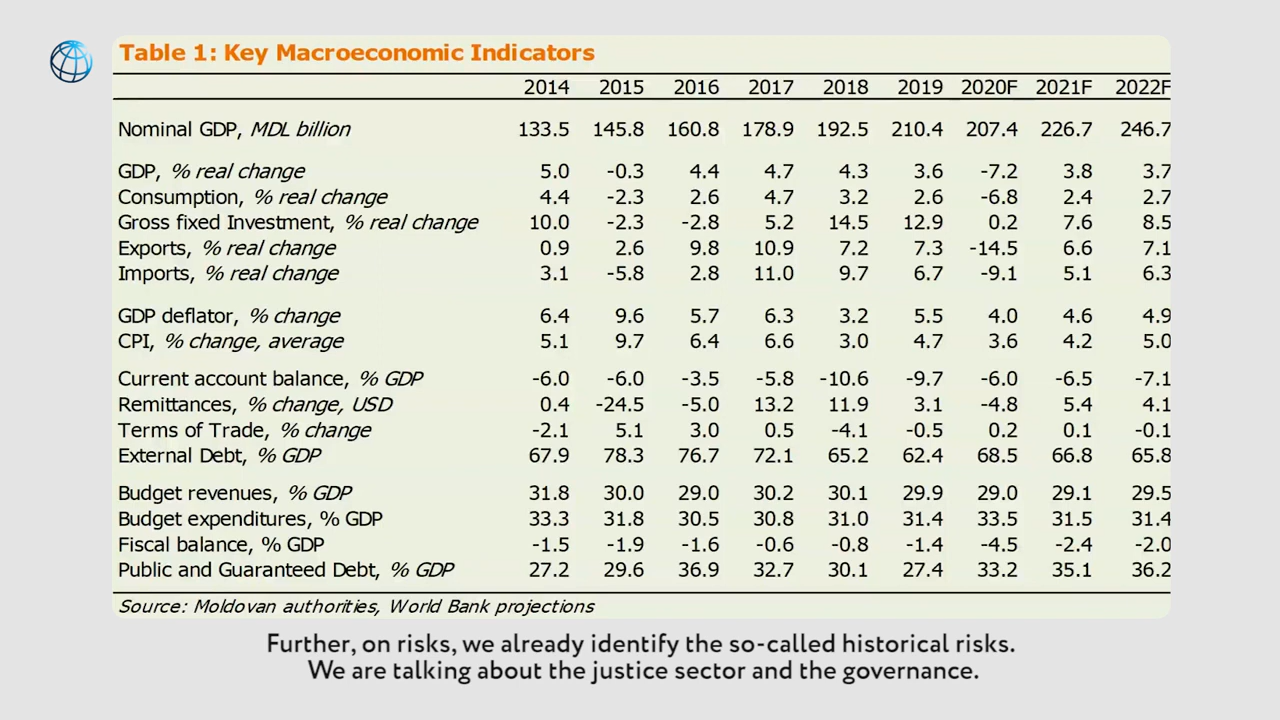 Table 1: Key Macroeconomic Indicators
2014 2015 2016 2017 2018 2019 2020F 2021F 2022F
Nominal GDP, MDL billion 133.5 145.8 160.8 178.9 192.5 210.4 207.4 226.7 246.7
GDP, % real change 5.0 -0.3 4.4 4.7 4.3 3.6 -7.2 3.8 3.7
Consumption, % real change 4.4 -2.3 2.6 4.7 3.2 2.6 -6.8 2.4 2.7
Gross fixed Investment, % real change 10.0 -2.3 -2.8 5.2 14.5 12.9 0.2 7.6 8.5
Exports, % real change 0.9 2.6 9.8 10.9 7.2 7.3 -14.5 6.6 7.1
Imports, % real change 3.1 -5.8 2.8 11.0 9.7 6.7 -9.1 5.1 6.3
GDP deflator, % change 6.4 9.6 5.7 6.3 3.2 5.5 4.0 4.6 4.9
CPI, % change, average 5.1 9.7 6.4 6.6 3.0 4.7 3.6 4.2 5.0
Current account balance, % GDP -6.0 -6.0 -3.5 -5.8 -10.6 -9.7 -6.0 -6.5 -7.1
Remittances, % change, USD 0.4 -24.5 -5.0 13.2 11.9 3.1 -4.8 5.4 4.1
Terms of Trade, % change -2.1 5.1 3.0 0.5 -4.1 -0.5 0.2 0.1 -0.1
External Debt, % GDP 67.9 78.3 76.7 72.1 65.2 62.4 68.5 66.8 65.8
Budget revenues, % GDP 31.8 30.0 29.0 30.2 30.1 29.9 29.0 29.1 29.5
Budget expenditures, % GDP 33.3 31.8 30.5 30.8 31.0 31.4 33.5 31.5 31.4
Fiscal balance, % GDP -1.5 -1.9 -1.6 -0.6 -0.8 -1.4 -4.5 -2.4 -2.0
Public and Guaranteed Debt, % GDP 27.2 29.6 36.9 32.7 30.1 27.4 33.2 35.1 36.2
Source: Moldovan authorities, World Bank projections
Further, on risks, we already identify the so-called historical risks.
We are talking about the justice sector and the governance.